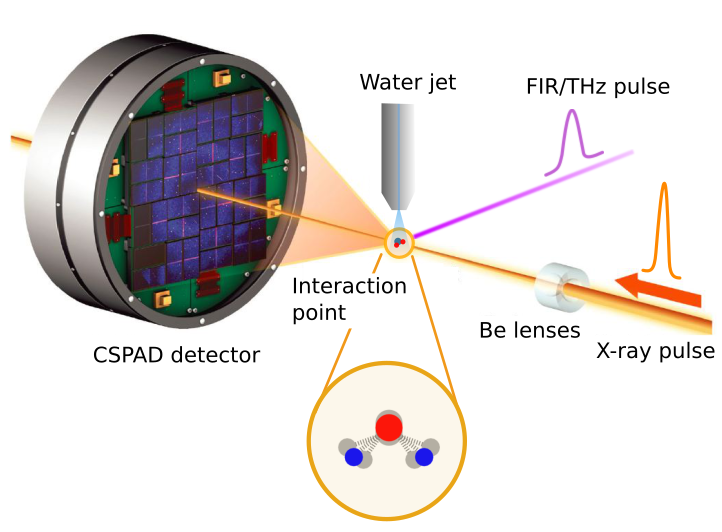 Water jet
FIR/THz pulse
Interaction
point
Be lenses
X-ray pulse
CSPAD detector